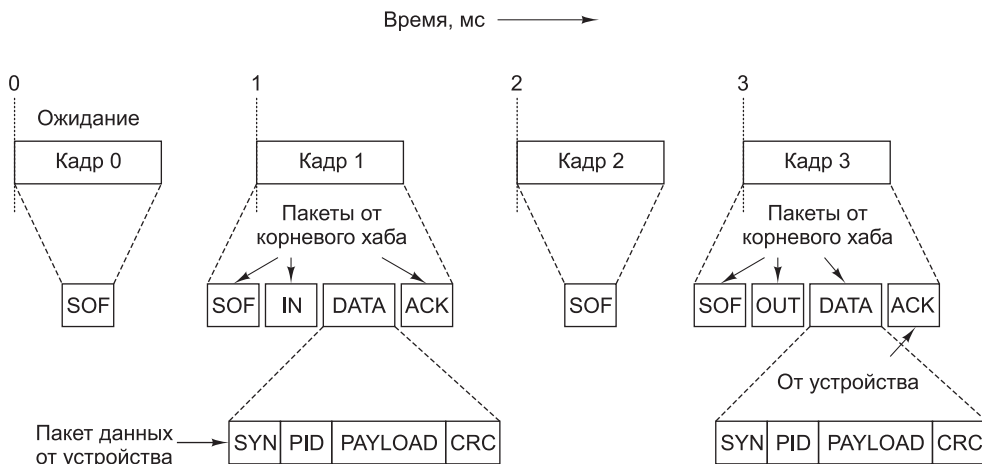 Время, мс
0 1 2 3
Ожидание
Кадр 0 Кадр 1 Кадр 2 Кадр 3
Пакеты от
корневого хаба
Пакеты от
корневого хаба
SOF SOF IN DATA ACK SOF SOF OUT DATA ACK
От устройства
Пакет данных
от устройства
SYN PID PAYLOAD CRC SYN PID PAYLOAD CRC